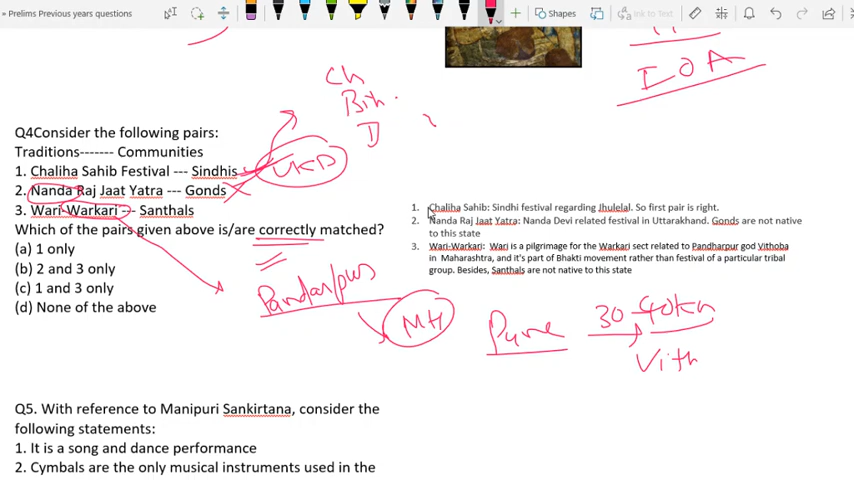 » Prelims Previous years questions
Shapes
Ink to Text
IOA
Ch
Bih.
D
UKD
Q4Consider the following pairs:
Traditions------- Communities
1. Chaliha Sahib Festival --- Sindhis
2. Nanda Raj Jaat Yatra --- Gonds
3. Wari-Warkari --- Santhals
Which of the pairs given above is/are correctly matched?
(a) 1 only
(b) 2 and 3 only
(c) 1 and 3 only
(d) None of the above
1. Chaliha Sahib: Sindhi festival regarding Jhulelal. So first pair is right.
2. Nanda Raj Jaat Yatra: Nanda Devi related festival in Uttarakhand. Gonds are not native
to this state
3. Wari-Warkari: Wari is a pilgrimage for the Warkari sect related to Pandharpur god Vithoba
in Maharashtra, and it's part of Bhakti movement rather than festival of a particular tribal
group. Besides, Santhals are not native to this state
Pandarpur
MH
Pune
30-40km
Vith
Q5. With reference to Manipuri Sankirtana, consider the
following statements:
1. It is a song and dance performance
2. Cymbals are the only musical instruments used in the